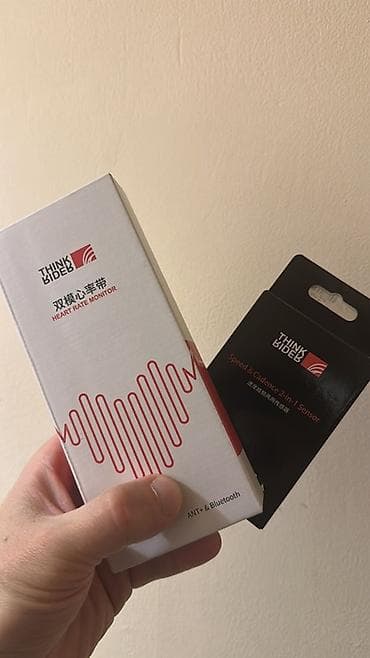 THINK
RIDER
双模心率带
HEART RATE MONITOR
ANT+ & Bluetooth
THINK
RIDER
Speed & Cadence 2-in-1 Sensor